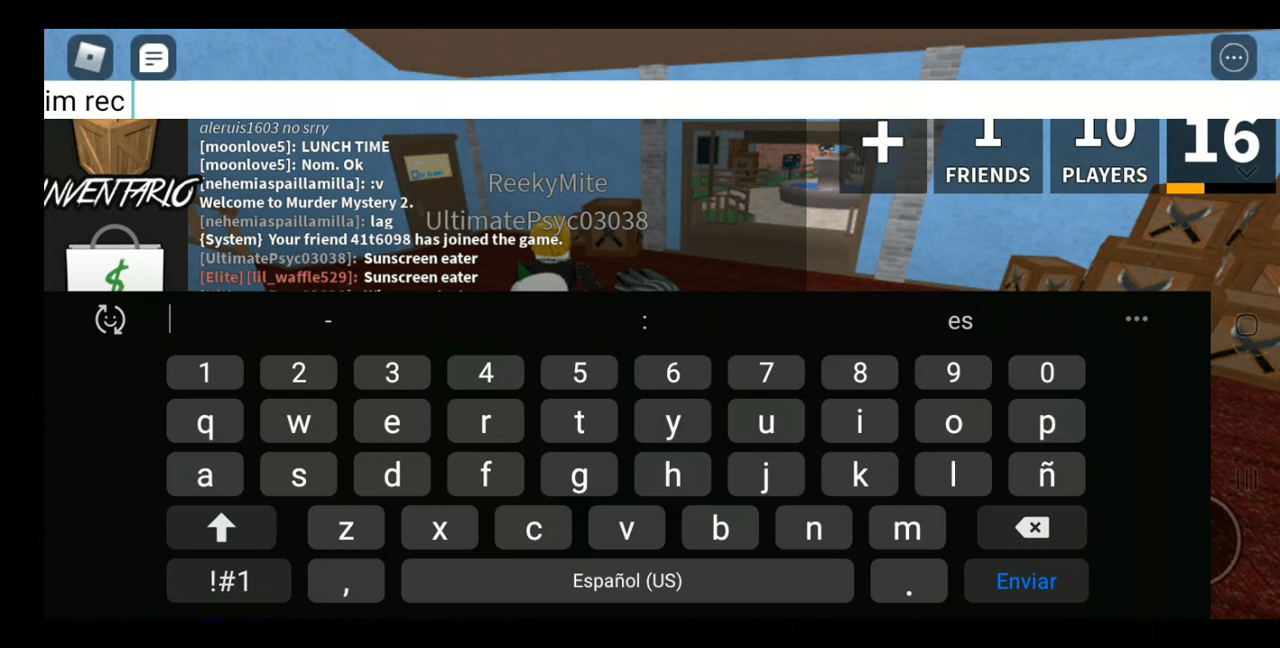 im rec
aleruis1603 no srry
[moonlove5]: LUNCH TIME
[moonlove5]: Nom. Ok
[nehemiaspaillamilla]: :v
Welcome to Murder Mystery 2.
[nehemiaspaillamilla]: lag
{System} Your friend 41t6098 has joined the game.
[UltimatePsyc03038]: Sunscreen eater
[Elite] [lil_waffle529]: Sunscreen eater
INVENTARIO
$
ReekyMite
UltimatePsyc03038
+
1
FRIENDS
10
PLAYERS
16
- : es
1 2 3 4 5 6 7 8 9 0
q w e r t y u i o p
a s d f g h j k l ñ
z x c v b n m
!#1 , Español (US) . Enviar